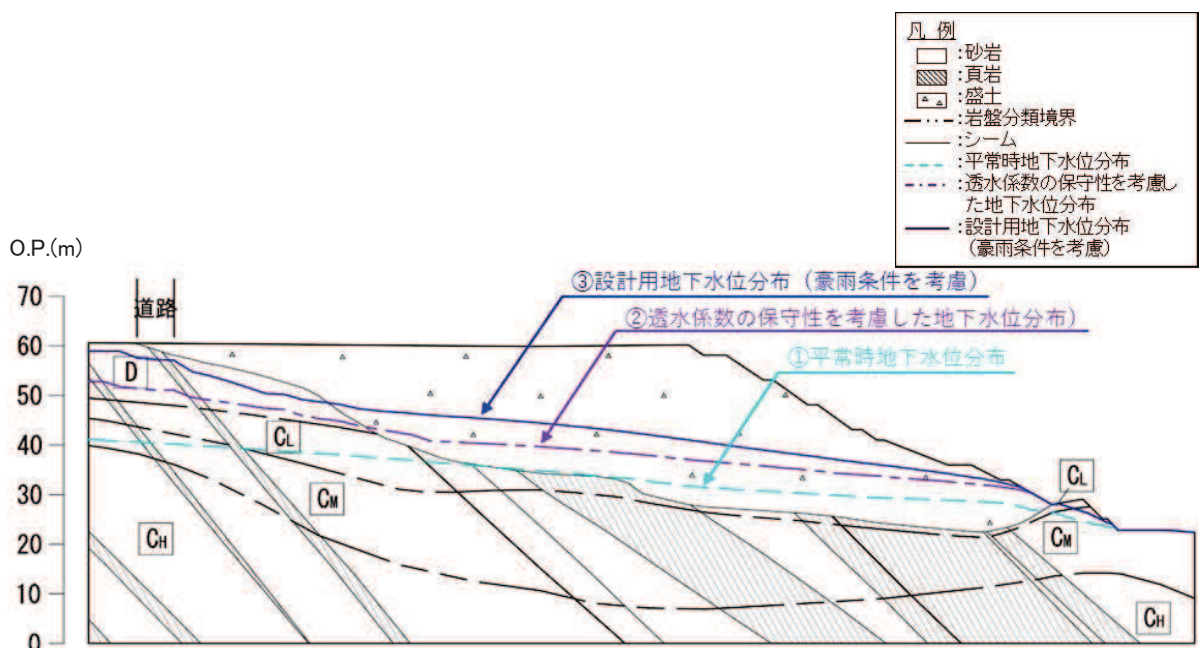 凡 例
:砂岩
:頁岩
:盛土
:岩盤分類境界
:シーム
:平常時地下水位分布
:透水係数の保守性を考慮し
た地下水位分布
:設計用地下水位分布
(豪雨条件を考慮)
O.P.(m)
③設計用地下水位分布（豪雨条件を考慮）
70
道路
②透水係数の保守性を考慮した地下水位分布)
60
①平常時地下水位分布
D
50
40
CL
30
CL
CM
20
CM
CH
10
CH
0